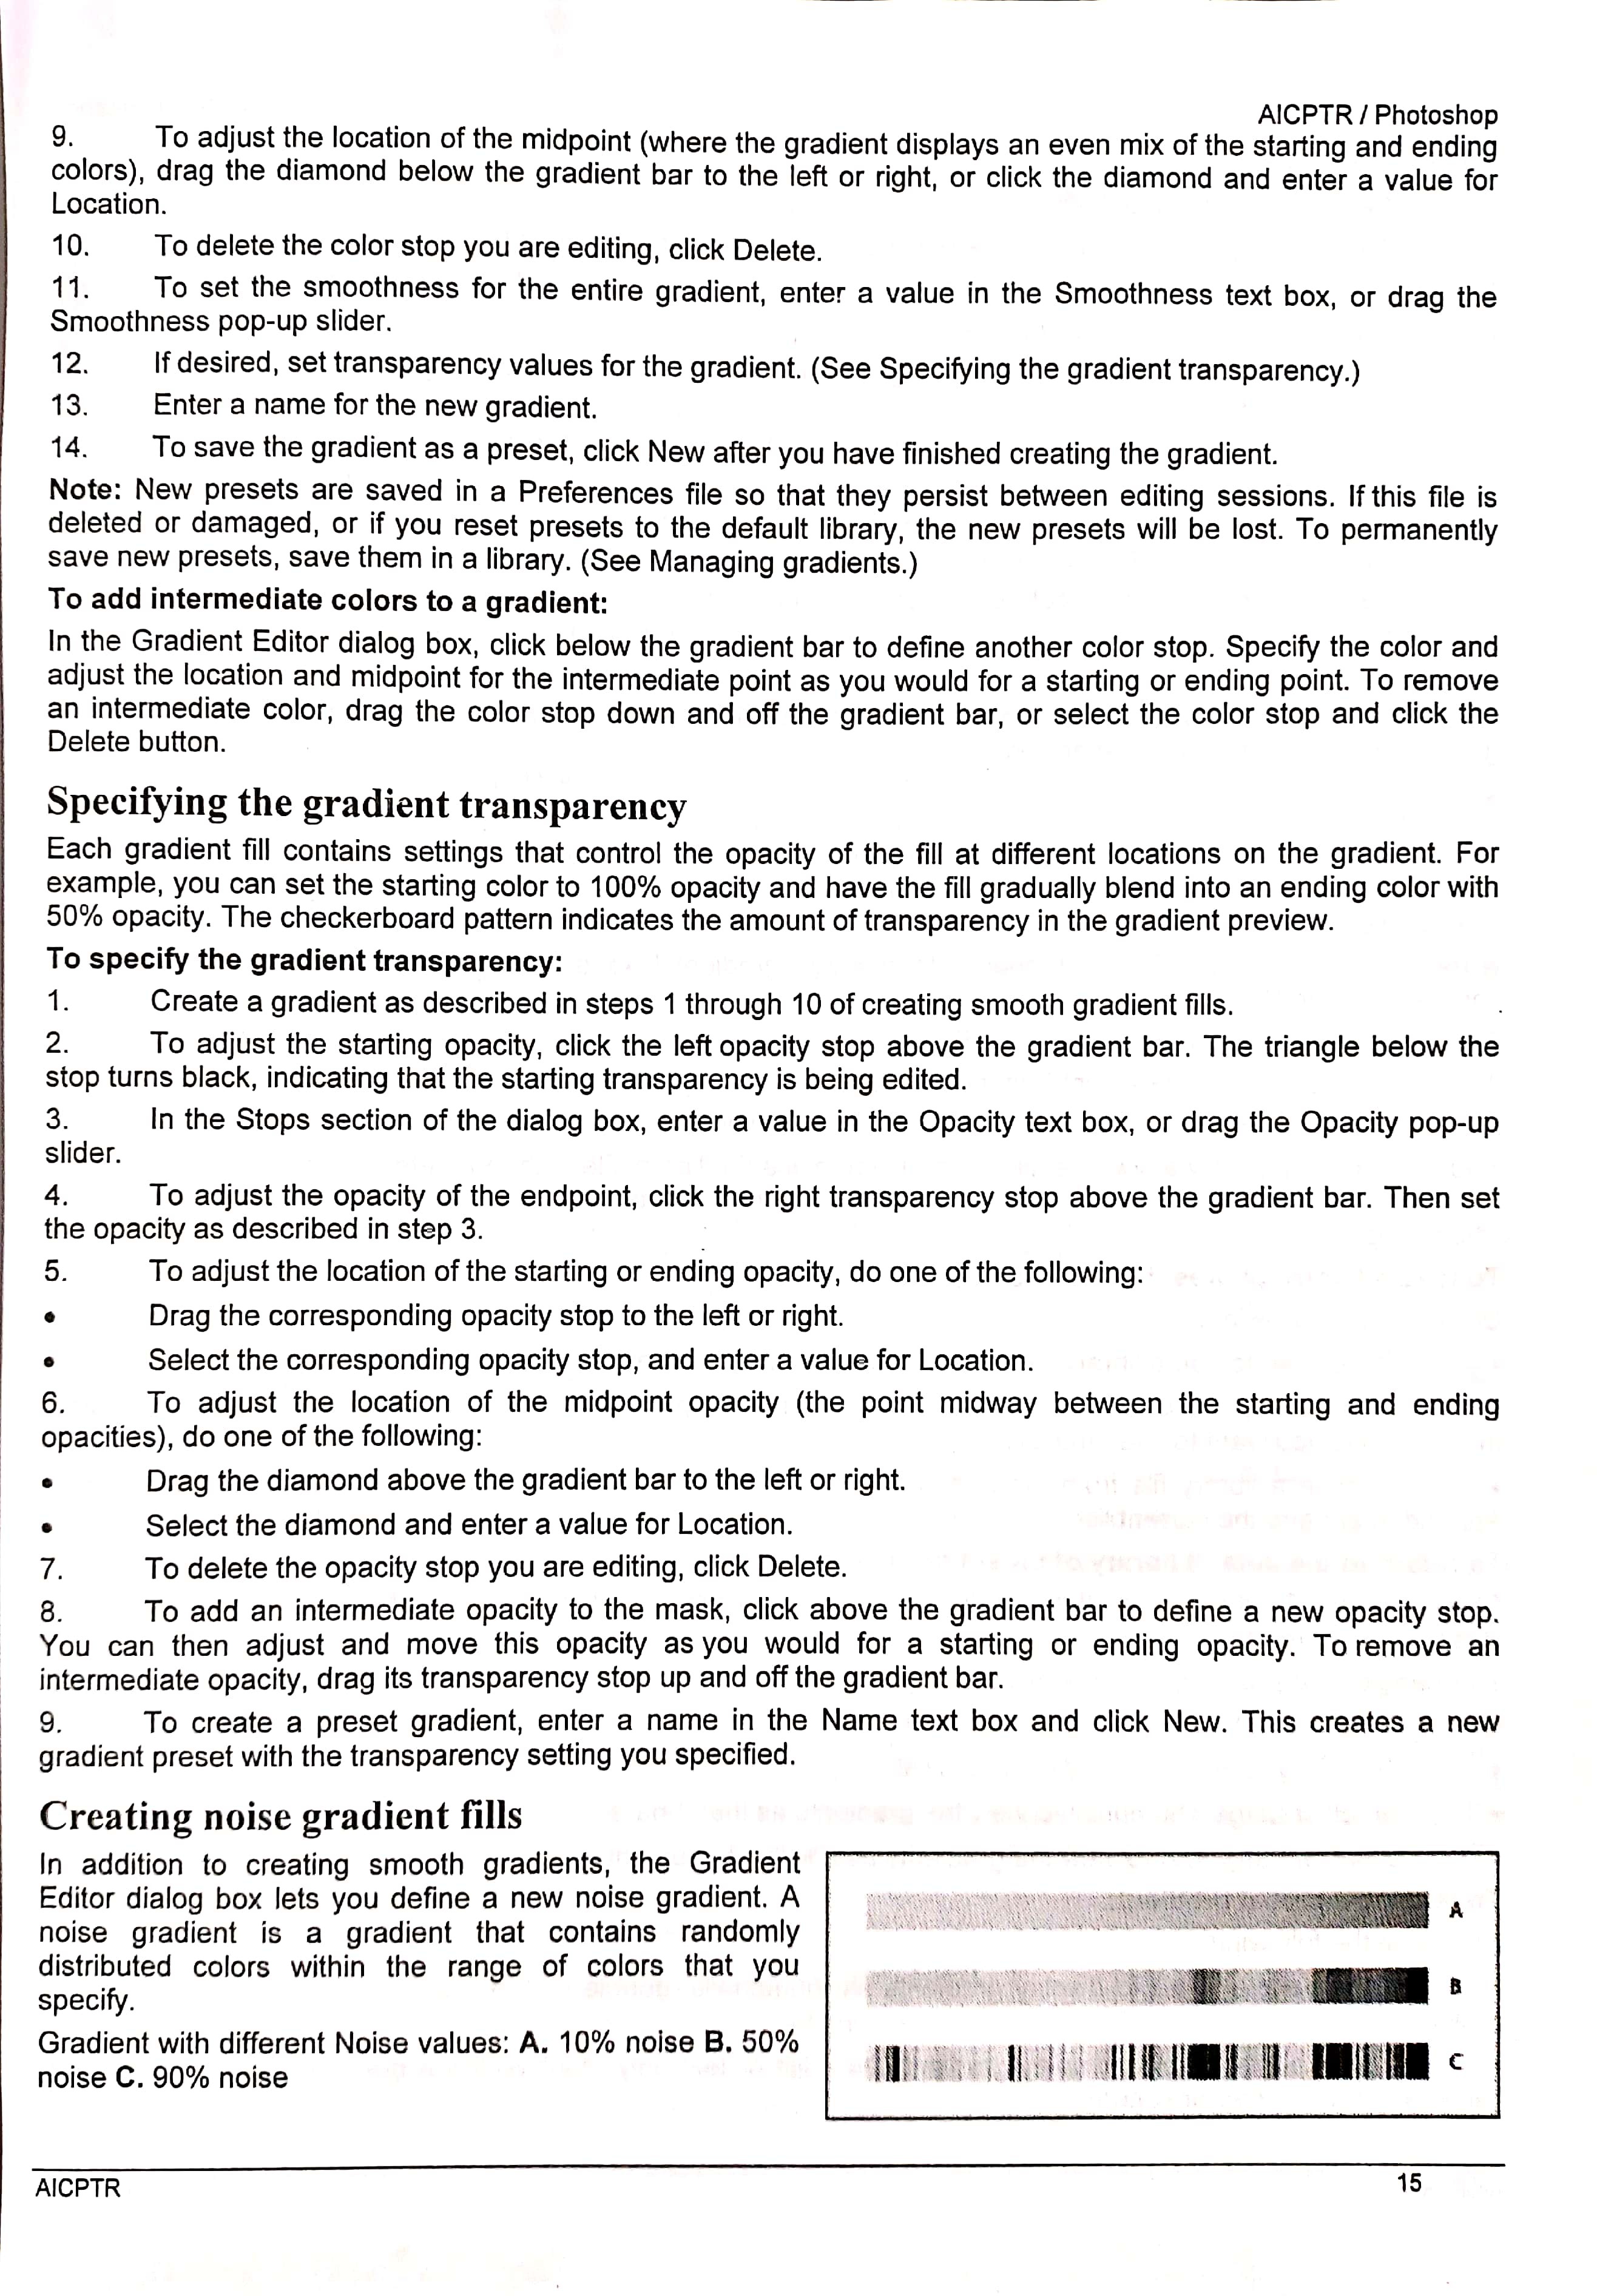 AICPTR / Photoshop
9. To adjust the location of the midpoint (where the gradient displays an even mix of the starting and ending
colors), drag the diamond below the gradient bar to the left or right, or click the diamond and enter a value for
Location.
10. To delete the color stop you are editing, click Delete.
11. To set the smoothness for the entire gradient, enter a value in the Smoothness text box, or drag the
Smoothness pop-up slider.
12. If desired, set transparency values for the gradient. (See Specifying the gradient transparency.)
13. Enter a name for the new gradient.
14. To save the gradient as a preset, click New after you have finished creating the gradient.
Note: New presets are saved in a Preferences file so that they persist between editing sessions. If this file is
deleted or damaged, or if you reset presets to the default library, the new presets will be lost. To permanently
save new presets, save them in a library. (See Managing gradients.)
To add intermediate colors to a gradient:
In the Gradient Editor dialog box, click below the gradient bar to define another color stop. Specify the color and
adjust the location and midpoint for the intermediate point as you would for a starting or ending point. To remove
an intermediate color, drag the color stop down and off the gradient bar, or select the color stop and click the
Delete button.
Specifying the gradient transparency
Each gradient fill contains settings that control the opacity of the fill at different locations on the gradient. For
example, you can set the starting color to 100% opacity and have the fill gradually blend into an ending color with
50% opacity. The checkerboard pattern indicates the amount of transparency in the gradient preview.
To specify the gradient transparency:
1. Create a gradient as described in steps 1 through 10 of creating smooth gradient fills.
2. To adjust the starting opacity, click the left opacity stop above the gradient bar. The triangle below the
stop turns black, indicating that the starting transparency is being edited.
3. In the Stops section of the dialog box, enter a value in the Opacity text box, or drag the Opacity pop-up
slider.
4. To adjust the opacity of the endpoint, click the right transparency stop above the gradient bar. Then set
the opacity as described in step 3.
5. To adjust the location of the starting or ending opacity, do one of the following:
• Drag the corresponding opacity stop to the left or right.
• Select the corresponding opacity stop, and enter a value for Location.
6. To adjust the location of the midpoint opacity (the point midway between the starting and ending
opacities), do one of the following:
• Drag the diamond above the gradient bar to the left or right.
• Select the diamond and enter a value for Location.
7. To delete the opacity stop you are editing, click Delete.
8. To add an intermediate opacity to the mask, click above the gradient bar to define a new opacity stop.
You can then adjust and move this opacity as you would for a starting or ending opacity. To remove an
intermediate opacity, drag its transparency stop up and off the gradient bar.
9. To create a preset gradient, enter a name in the Name text box and click New. This creates a new
gradient preset with the transparency setting you specified.
Creating noise gradient fills
In addition to creating smooth gradients, the Gradient
Editor dialog box lets you define a new noise gradient. A
noise gradient is a gradient that contains randomly
distributed colors within the range of colors that you
specify.
Gradient with different Noise values: A. 10% noise B. 50%
noise C. 90% noise
A
B
C
AICPTR 15